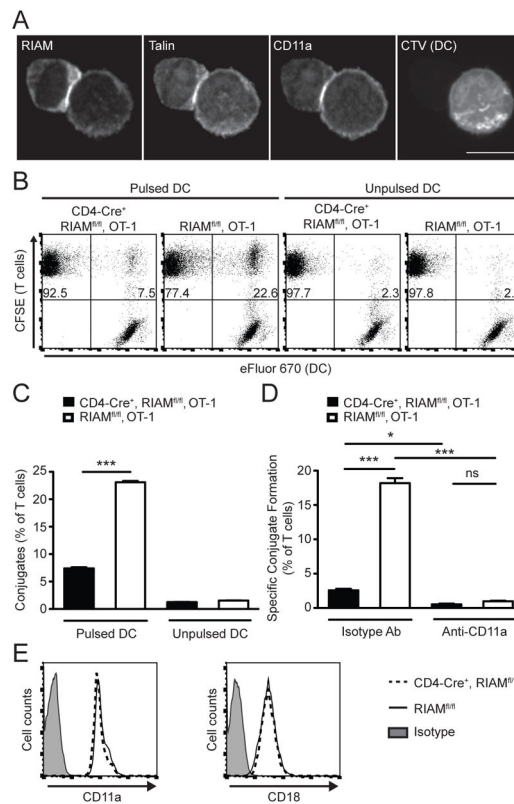 A
RIAM
Talin
CD11a
CTV (DC)
B
Pulsed DC
Unpulsed DC
CD4-Cre⁺
RIAMfl/fl, OT-1
RIAMfl/fl, OT-1
CD4-Cre⁺
RIAMfl/fl, OT-1
RIAMfl/fl, OT-1
CFSE (T cells)
92.5
7.5
77.4
22.6
97.7
2.3
97.8
2.
eFluor 670 (DC)
C
CD4-Cre⁺, RIAMfl/fl, OT-1
RIAMfl/fl, OT-1
Conjugates (% of T cells)
25
20
15
10
5
0
***
Pulsed DC
Unpulsed DC
D
CD4-Cre⁺, RIAMfl/fl, OT-1
RIAMfl/fl, OT-1
Specific Conjugate Formation
(% of T cells)
20
15
10
5
0
*
***
***
ns
Isotype Ab
Anti-CD11a
E
Cell counts
CD11a
Cell counts
CD18
CD4-Cre⁺, RIAMfl/
RIAMfl/fl
Isotype